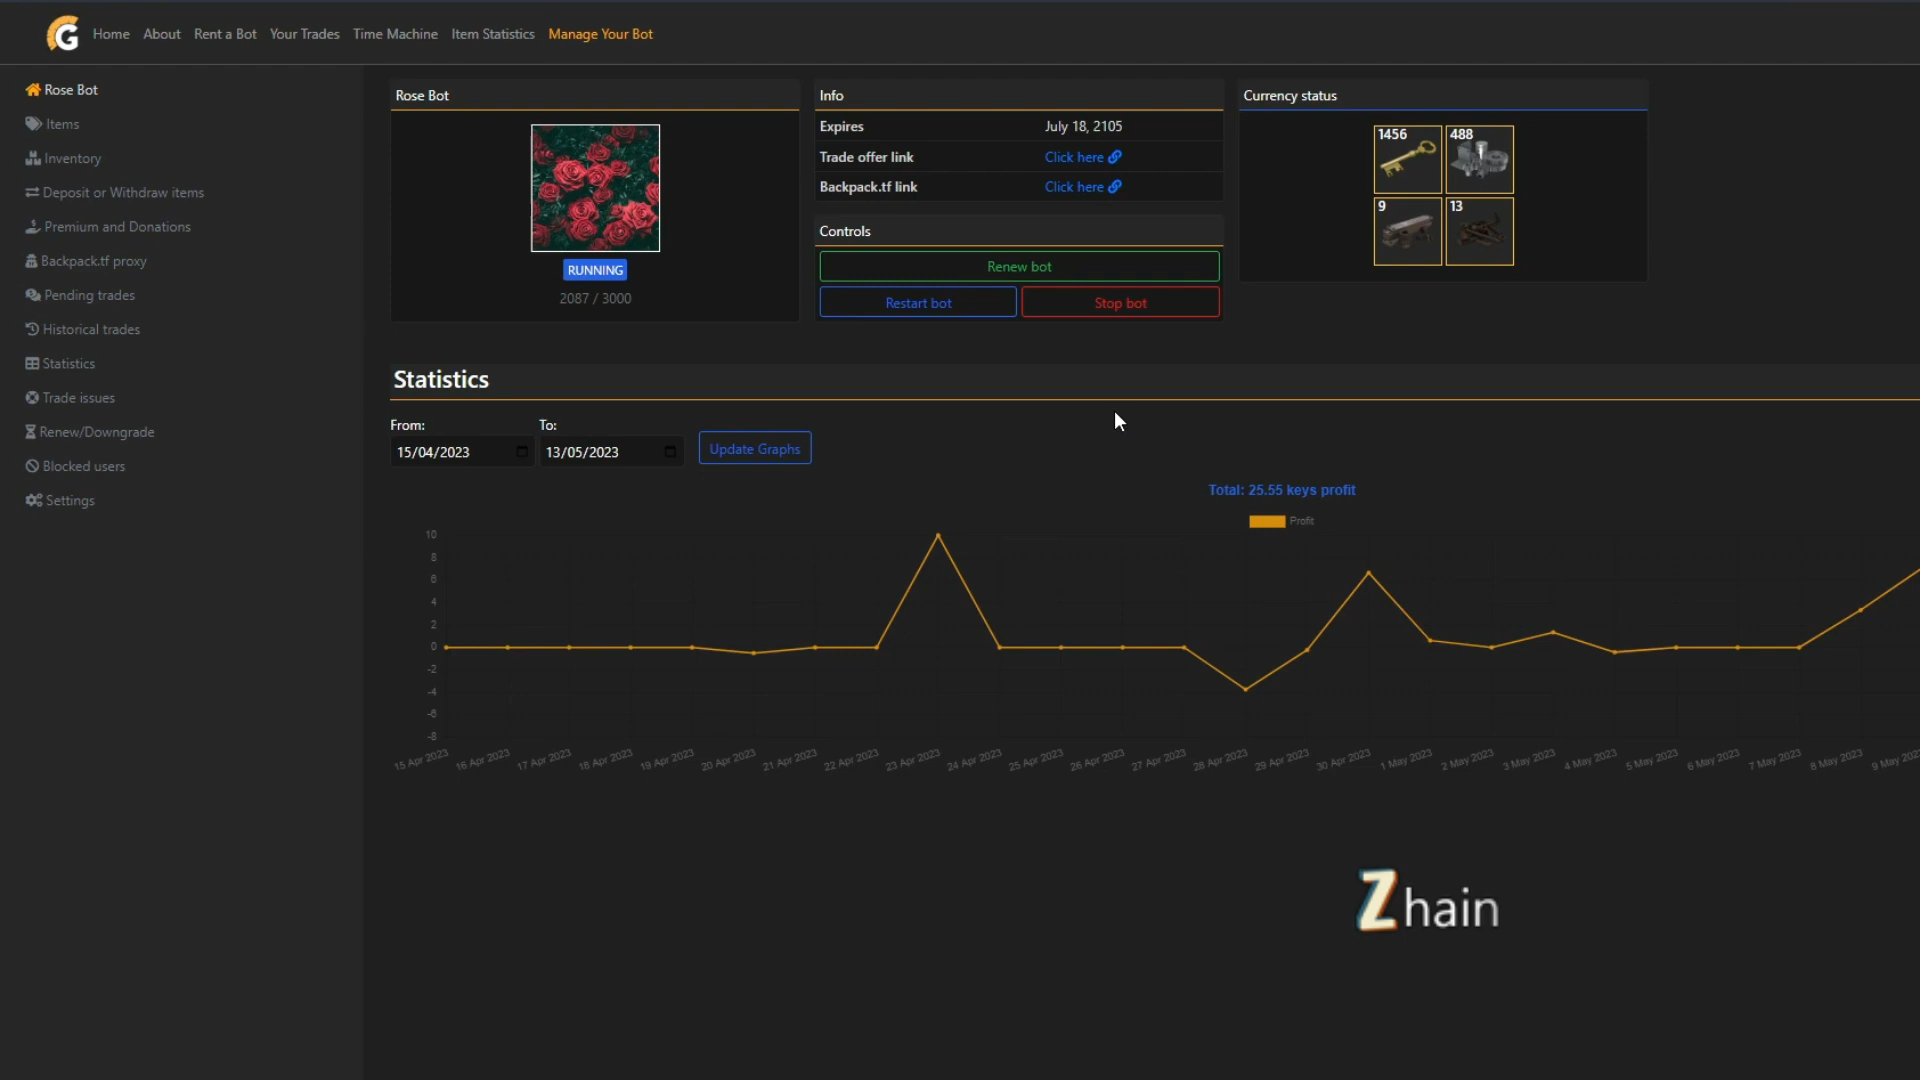 G Home About Rent a Bot Your Trades Time Machine Item Statistics Manage Your Bot
Rose Bot
Items
Inventory
Deposit or Withdraw items
Premium and Donations
Backpack.tf proxy
Pending trades
Historical trades
Statistics
Trade issues
Renew/Downgrade
Blocked users
Settings
Rose Bot
RUNNING
2087 / 3000
Info
Expires July 18, 2105
Trade offer link Click here
Backpack.tf link Click here
Controls
Renew bot
Restart bot Stop bot
Currency status
1456 488
9 13
Statistics
From: To:
15/04/2023 13/05/2023 Update Graphs
Total: 25.55 keys profit
Profit
10
8
6
4
2
0
-2
-4
-6
-8
15 Apr 2023 16 Apr 2023 17 Apr 2023 18 Apr 2023 19 Apr 2023 20 Apr 2023 21 Apr 2023 22 Apr 2023 23 Apr 2023 24 Apr 2023 25 Apr 2023 26 Apr 2023 27 Apr 2023 28 Apr 2023 29 Apr 2023 30 Apr 2023 1 May 2023 2 May 2023 3 May 2023 4 May 2023 5 May 2023 6 May 2023 7 May 2023 8 May 2023 9 May 202
Zhain